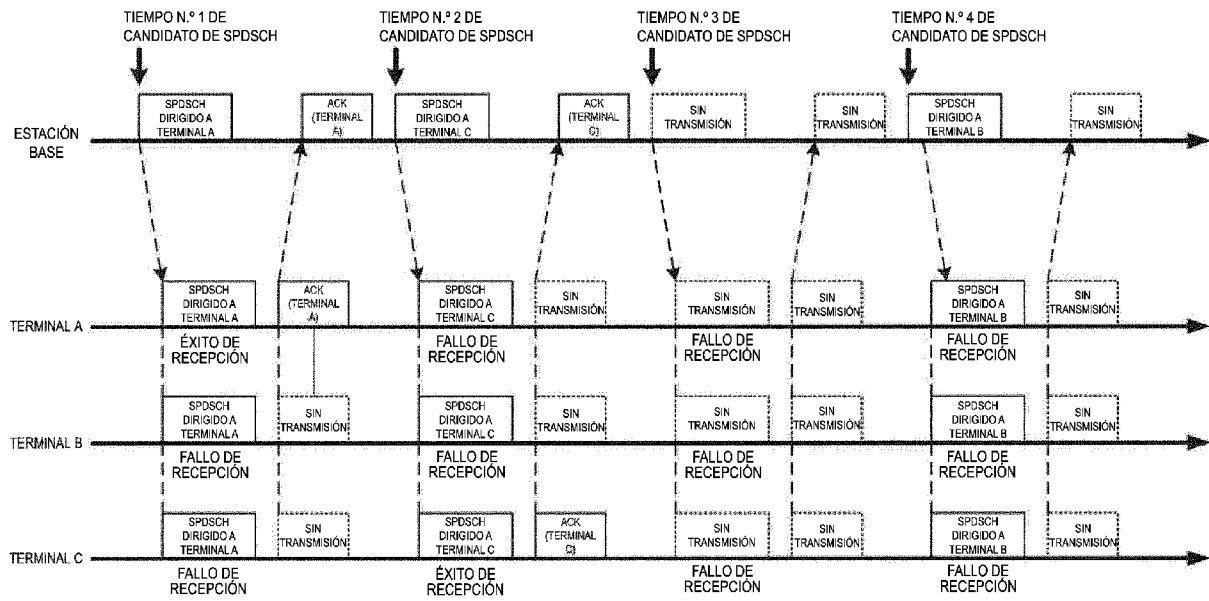 TIEMPO N.º 1 DE
CANDIDATO DE SPDSCH
TIEMPO N.º 2 DE
CANDIDATO DE SPDSCH
TIEMPO N.º 3 DE
CANDIDATO DE SPDSCH
TIEMPO N.º 4 DE
CANDIDATO DE SPDSCH
ESTACIÓN
BASE
SPDSCH
DIRIGIDO A
TERMINAL A
ACK
(TERMINAL
A)
SPDSCH
DIRIGIDO A
TERMINAL C
ACK
(TERMINAL
C)
SIN
TRANSMISIÓN
SIN
TRANSMISIÓN
SPDSCH
DIRIGIDO A
TERMINAL B
SIN
TRANSMISIÓN
TERMINAL A
SPDSCH
DIRIGIDO A
TERMINAL A
ACK
(TERMINAL
A)
SPDSCH
DIRIGIDO A
TERMINAL C
SIN
TRANSMISIÓN
SIN
TRANSMISIÓN
SIN
TRANSMISIÓN
SPDSCH
DIRIGIDO A
TERMINAL B
SIN
TRANSMISIÓN
ÉXITO DE
RECEPCIÓN
FALLO DE
RECEPCIÓN
FALLO DE
RECEPCIÓN
FALLO DE
RECEPCIÓN
TERMINAL B
SPDSCH
DIRIGIDO A
TERMINAL A
SIN
TRANSMISIÓN
SPDSCH
DIRIGIDO A
TERMINAL C
SIN
TRANSMISIÓN
SIN
TRANSMISIÓN
SIN
TRANSMISIÓN
SPDSCH
DIRIGIDO A
TERMINAL B
SIN
TRANSMISIÓN
FALLO DE
RECEPCIÓN
FALLO DE
RECEPCIÓN
FALLO DE
RECEPCIÓN
FALLO DE
RECEPCIÓN
TERMINAL C
SPDSCH
DIRIGIDO A
TERMINAL A
SIN
TRANSMISIÓN
SPDSCH
DIRIGIDO A
TERMINAL C
ACK
(TERMINAL
C)
SIN
TRANSMISIÓN
SIN
TRANSMISIÓN
SPDSCH
DIRIGIDO A
TERMINAL B
SIN
TRANSMISIÓN
FALLO DE
RECEPCIÓN
ÉXITO DE
RECEPCIÓN
FALLO DE
RECEPCIÓN
FALLO DE
RECEPCIÓN